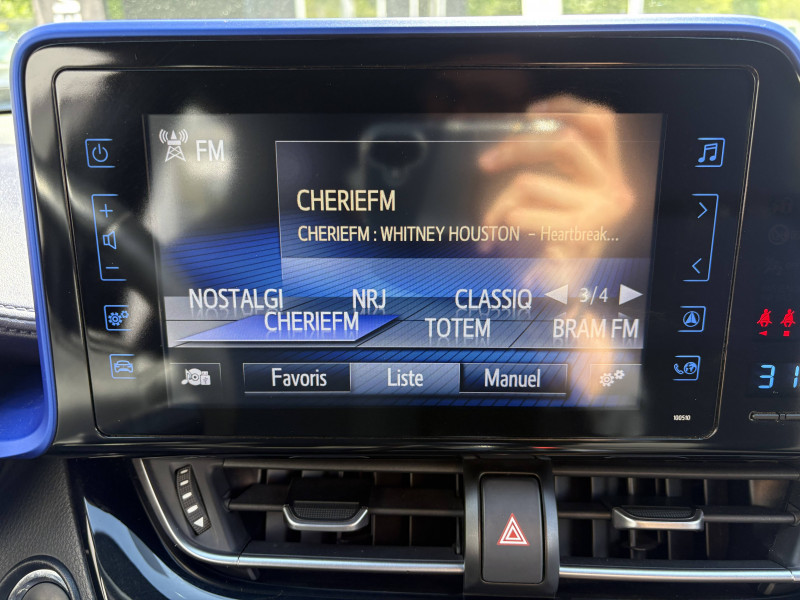 FM
CHERIEFM
CHERIEFM : WHITNEY HOUSTON - Heartbreak...
NOSTALGI NRJ CLASSIQ 3/4
CHERIEFM TOTEM BRAM FM
Favoris Liste Manuel
100510
31